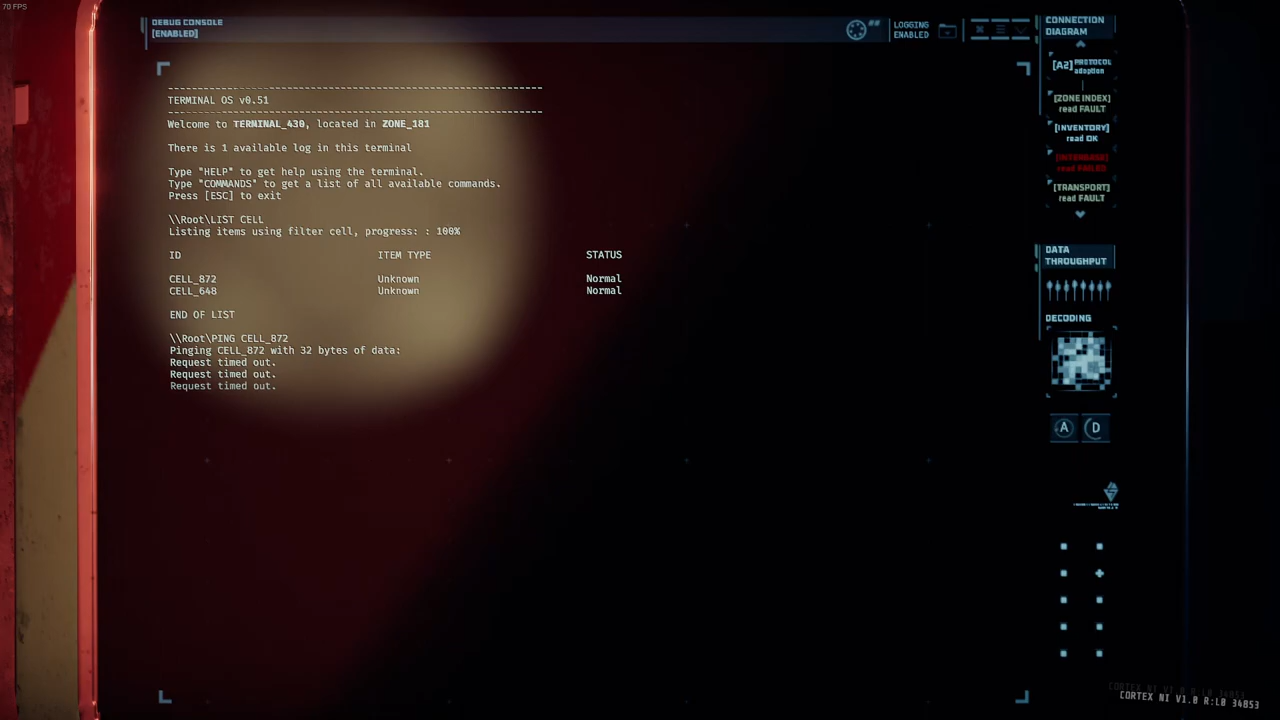 70 FPS
DEBUG CONSOLE
[ENABLED]
LOGGING
ENABLED
--------------------------------------------------------------
TERMINAL OS v0.51
--------------------------------------------------------------
Welcome to TERMINAL_430, located in ZONE_181
There is 1 available log in this terminal
Type "HELP" to get help using the terminal.
Type "COMMANDS" to get a list of all available commands.
Press [ESC] to exit
\\Root\LIST CELL
Listing items using filter cell, progress: : 100%
ID ITEM TYPE STATUS
CELL_872 Unknown Normal
CELL_648 Unknown Normal
END OF LIST
\\Root\PING CELL_872
Pinging CELL_872 with 32 bytes of data:
Request timed out.
Request timed out.
Request timed out.
CONNECTION
DIAGRAM
[A2] PROTOCOL
adoption
[ZONE INDEX]
read FAULT
[INVENTORY]
read OK
read FAILED
[TRANSPORT]
read FAULT
DATA
THROUGHPUT
DECODING
A D
CORTEX NI V1.0 R:L0 34853